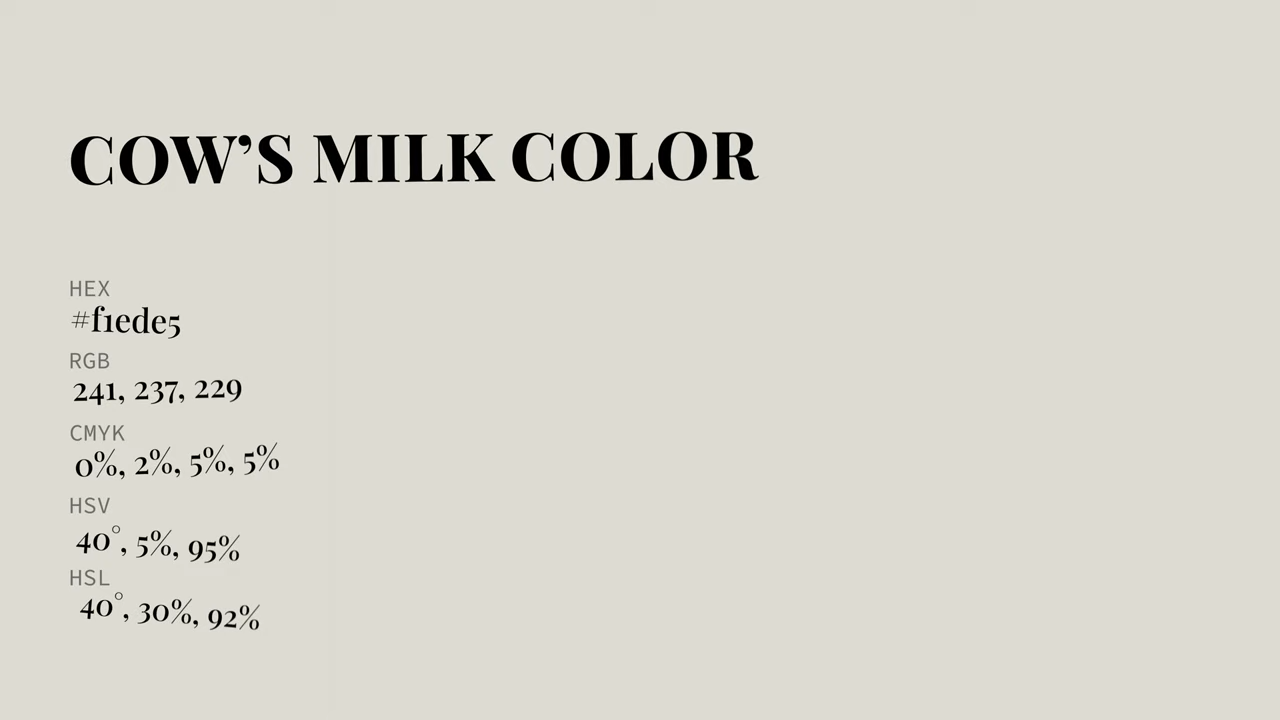 COW’S MILK COLOR
HEX
#f1ede5
RGB
241, 237, 229
CMYK
0%, 2%, 5%, 5%
HSV
40°, 5%, 95%
HSL
40°, 30%, 92%